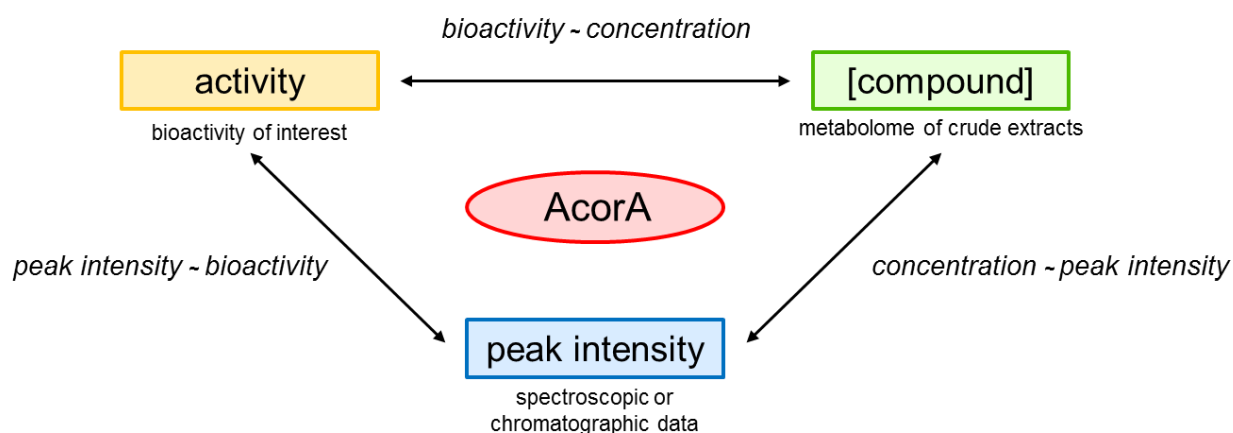 bioactivity ~ concentration
activity
[compound]
bioactivity of interest
metabolome of crude extracts
AcorA
peak intensity ~ bioactivity
concentration ~ peak intensity
peak intensity
spectroscopic or
chromatographic data